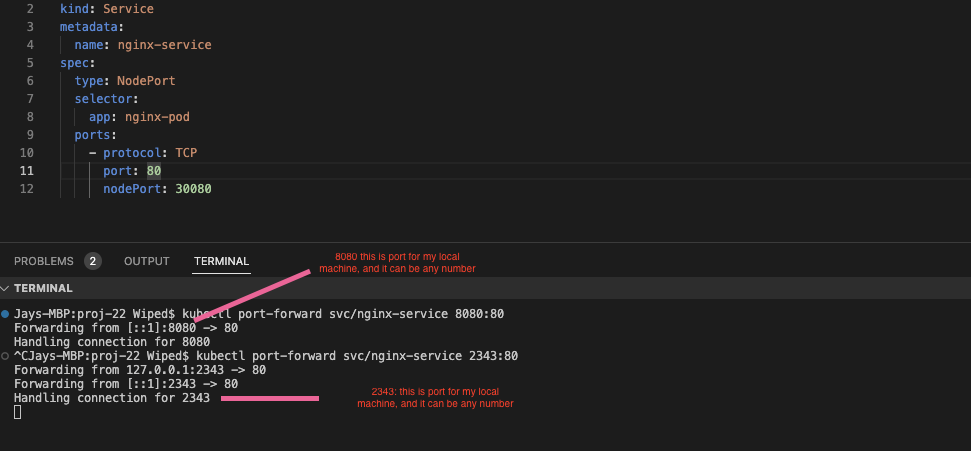 2 kind: Service
3 metadata:
4 name: nginx-service
5 spec:
6 type: NodePort
7 selector:
8 app: nginx-pod
9 ports:
10 - protocol: TCP
11 port: 80
12 nodePort: 30080
PROBLEMS 2 OUTPUT TERMINAL
8080 this is port for my local
machine, and it can be any number
TERMINAL
Jays-MBP:proj-22 Wiped$ kubectl port-forward svc/nginx-service 8080:80
Forwarding from [::1]:8080 -> 80
Handling connection for 8080
^CJays-MBP:proj-22 Wiped$ kubectl port-forward svc/nginx-service 2343:80
Forwarding from 127.0.0.1:2343 -> 80
Forwarding from [::1]:2343 -> 80
Handling connection for 2343
2343: this is port for my local
machine, and it can be any number